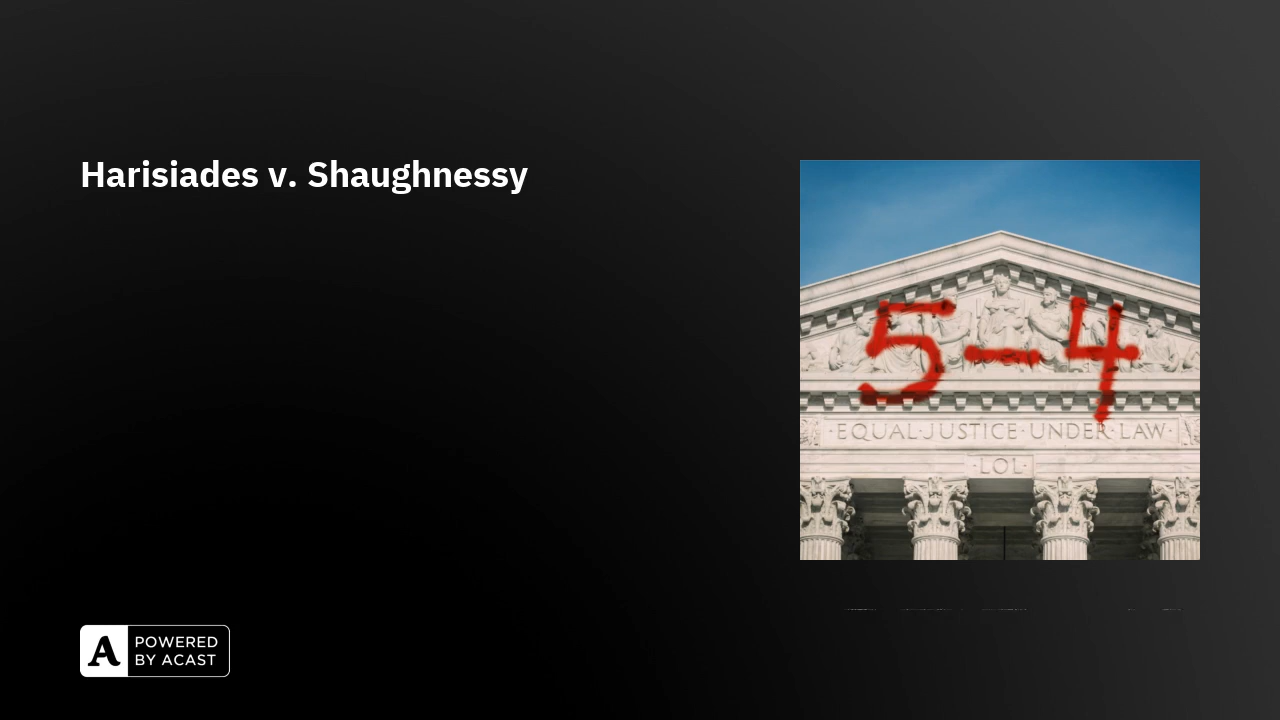 Harisiades v. Shaughnessy
5-4
·EQUAL·JUSTICE·UNDER·LAW·
·LOL·
A POWERED
BY ACAST